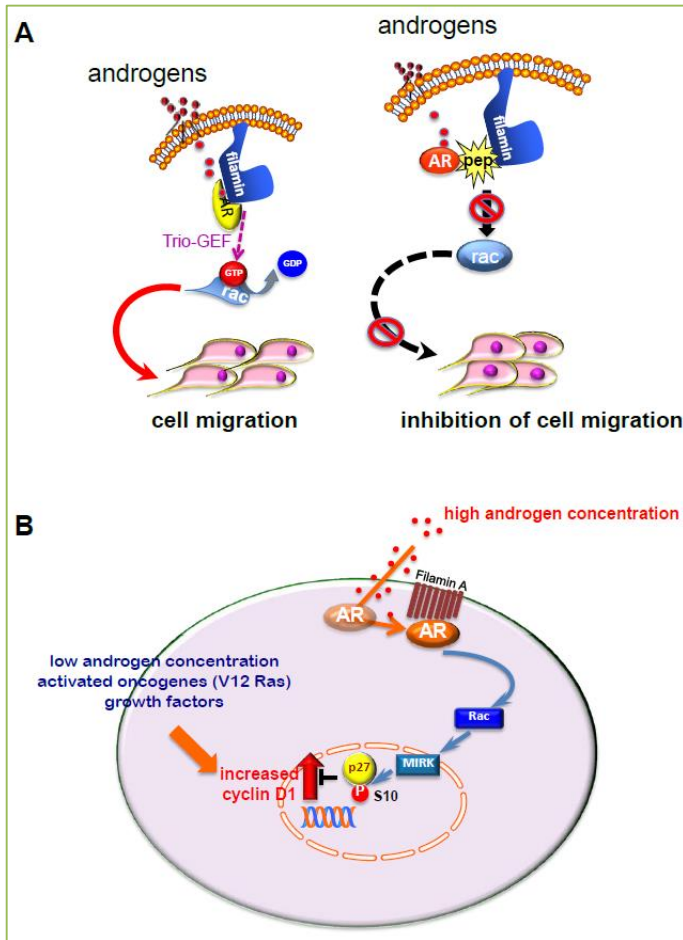 A
androgens
androgens
filamin
filamin
AR
AR
pep
Trio-GEF
GTP
GDP
rac
rac
cell migration
inhibition of cell migration
B
high androgen concentration
Filamin A
AR
AR
low androgen concentration
activated oncogenes (V12 Ras)
growth factors
Rac
MIRK
p27
increased
cyclin D1
P
S10